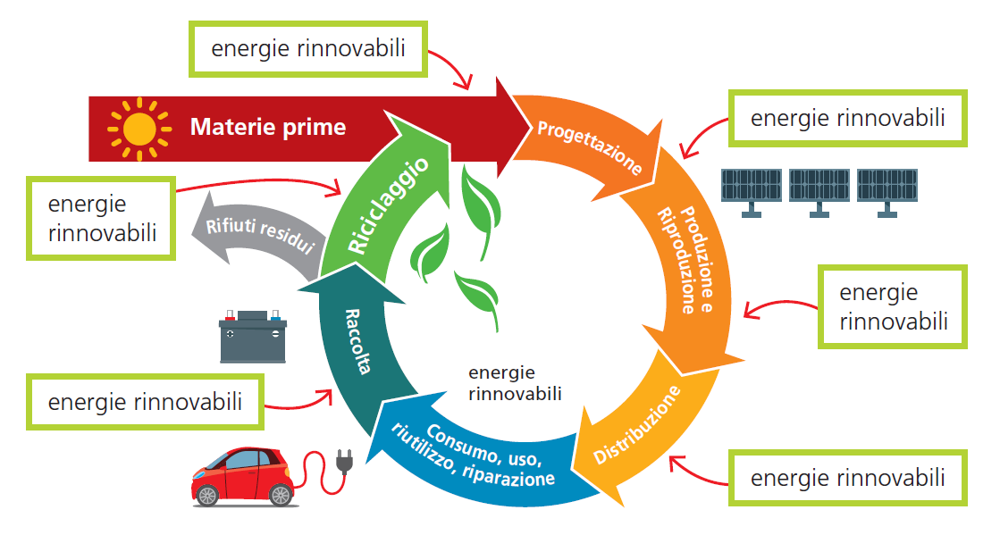 energie rinnovabili
Materie prime
Progettazione
energie rinnovabili
energie
rinnovabili
Rifiuti residui
Riciclaggio
Produzione e
Riproduzione
energie
rinnovabili
Raccolta
energie
rinnovabili
energie rinnovabili
Consumo, uso,
riutilizzo, riparazione
Distribuzione
energie rinnovabili